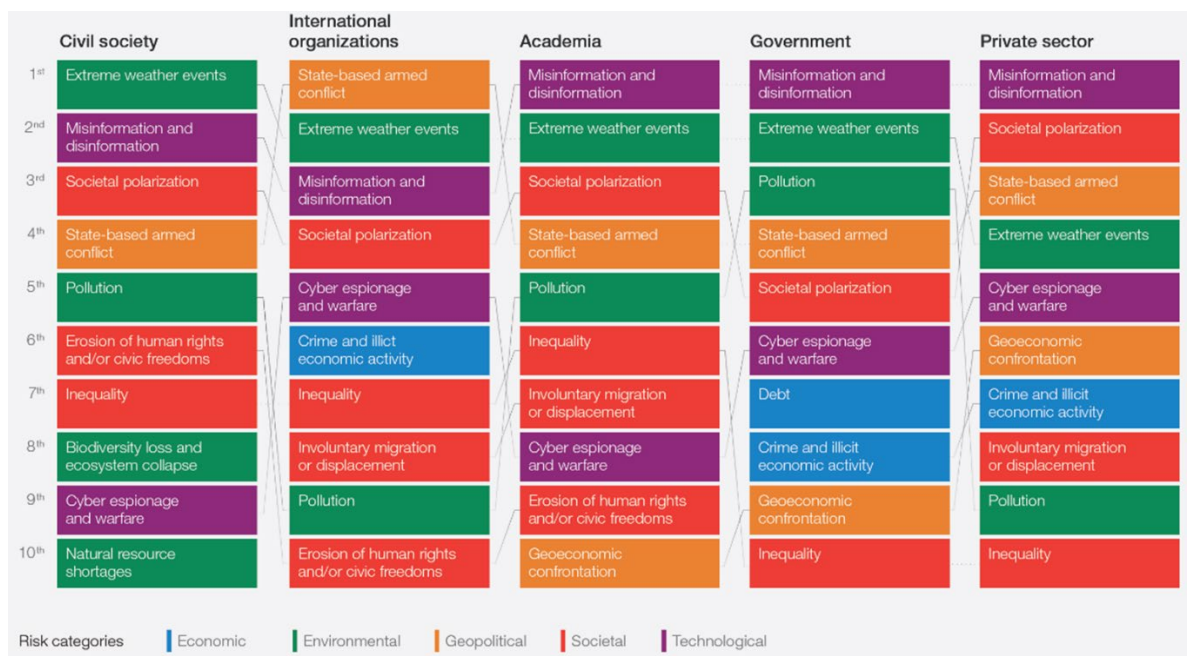 Civil society
International
organizations
Academia
Government
Private sector
1st
Extreme weather events
State-based armed
conflict
Misinformation and
disinformation
Misinformation and
disinformation
Misinformation and
disinformation
2nd
Misinformation and
disinformation
Extreme weather events
Extreme weather events
Extreme weather events
Societal polarization
3rd
Societal polarization
Misinformation and
disinformation
Societal polarization
Pollution
State-based armed
conflict
4th
State-based armed
conflict
Societal polarization
State-based armed
conflict
State-based armed
conflict
Extreme weather events
5th
Pollution
Cyber espionage
and warfare
Pollution
Societal polarization
Cyber espionage
and warfare
6th
Erosion of human rights
and/or civic freedoms
Crime and illict
economic activity
Inequality
Cyber espionage
and warfare
Geoeconomic
confrontation
7th
Inequality
Inequality
Involuntary migration
or displacement
Debt
Crime and illicit
economic activity
8th
Biodiversity loss and
ecosystem collapse
Involuntary migration
or displacement
Cyber espionage
and warfare
Crime and illicit
economic activity
Involuntary migration
or displacement
9th
Cyber espionage
and warfare
Pollution
Erosion of human rights
and/or civic freedoms
Geoeconomic
confrontation
Pollution
10th
Natural resource
shortages
Erosion of human rights
and/or civic freedoms
Geoeconomic
confrontation
Inequality
Inequality
Risk categories
Economic
Environmental
Geopolitical
Societal
Technological